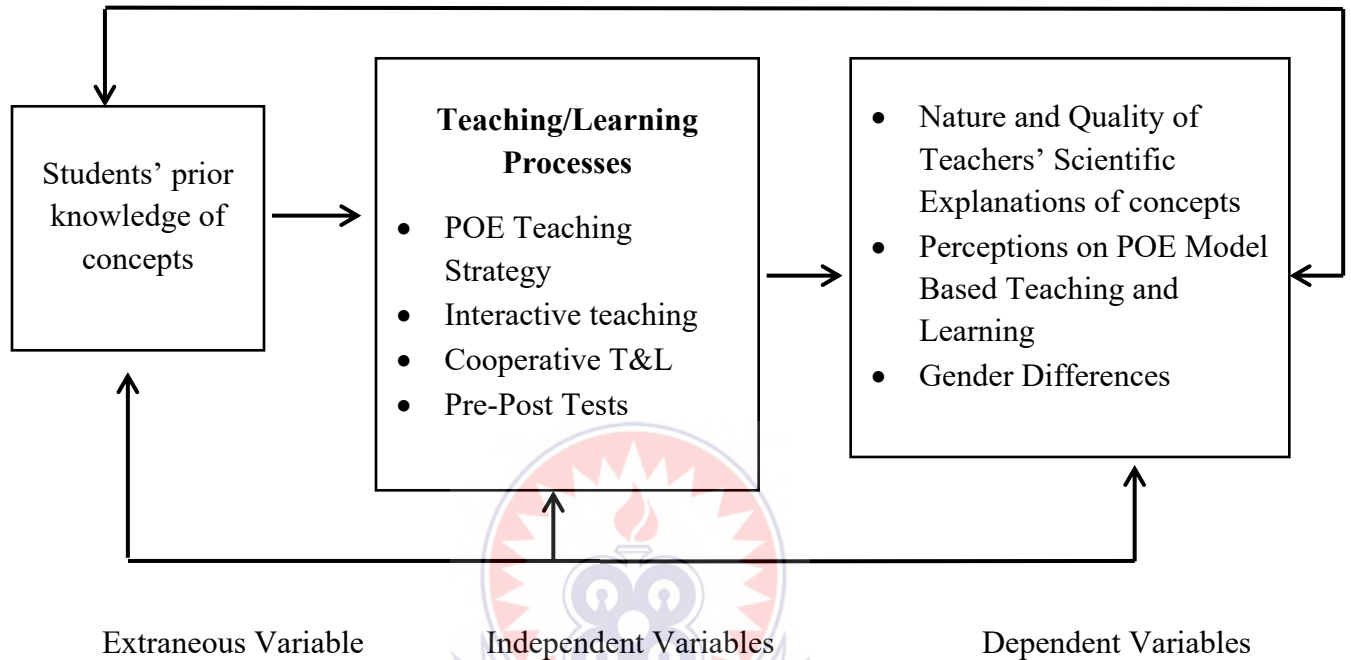 Students’ prior
knowledge of
concepts
Teaching/Learning
Processes
• POE Teaching
Strategy
• Interactive teaching
• Cooperative T&L
• Pre-Post Tests
• Nature and Quality of
Teachers’ Scientific
Explanations of concepts
• Perceptions on POE Model
Based Teaching and
Learning
• Gender Differences
Extraneous Variable
Independent Variables
Dependent Variables